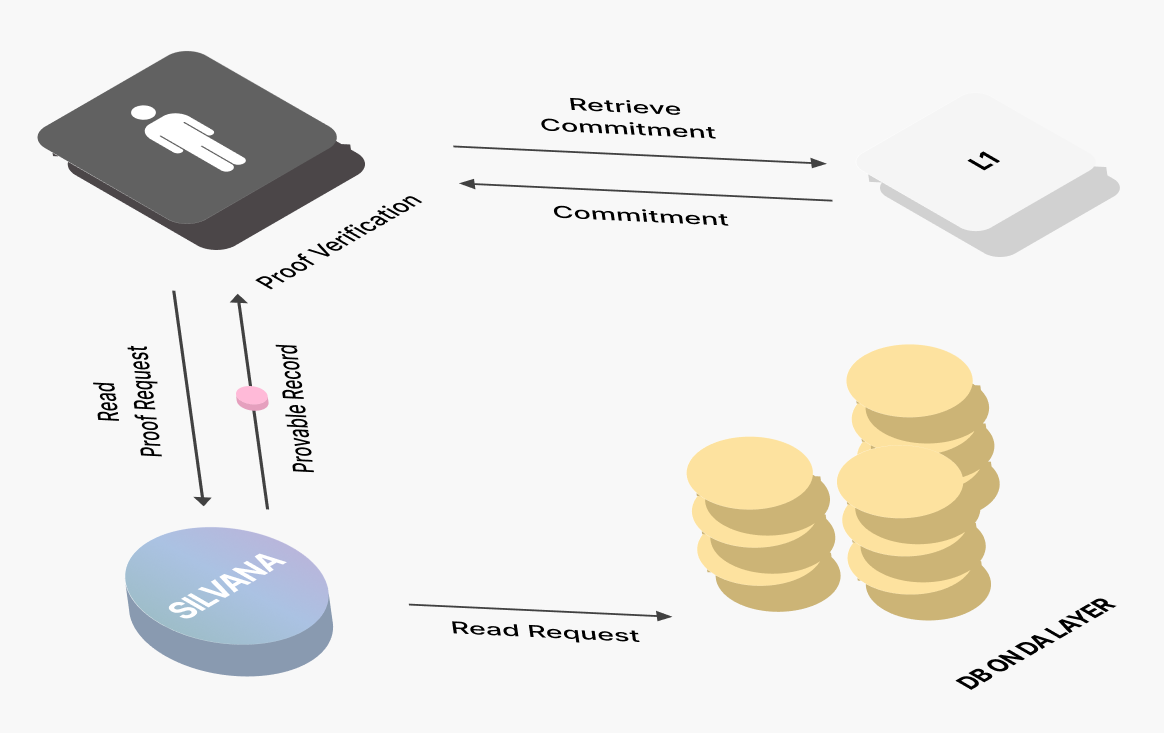 Retrieve
Commitment
L1
Commitment
Proof Verification
Read
Proof Request
Provable Record
SILVANA
Read Request
DB ON DA LAYER